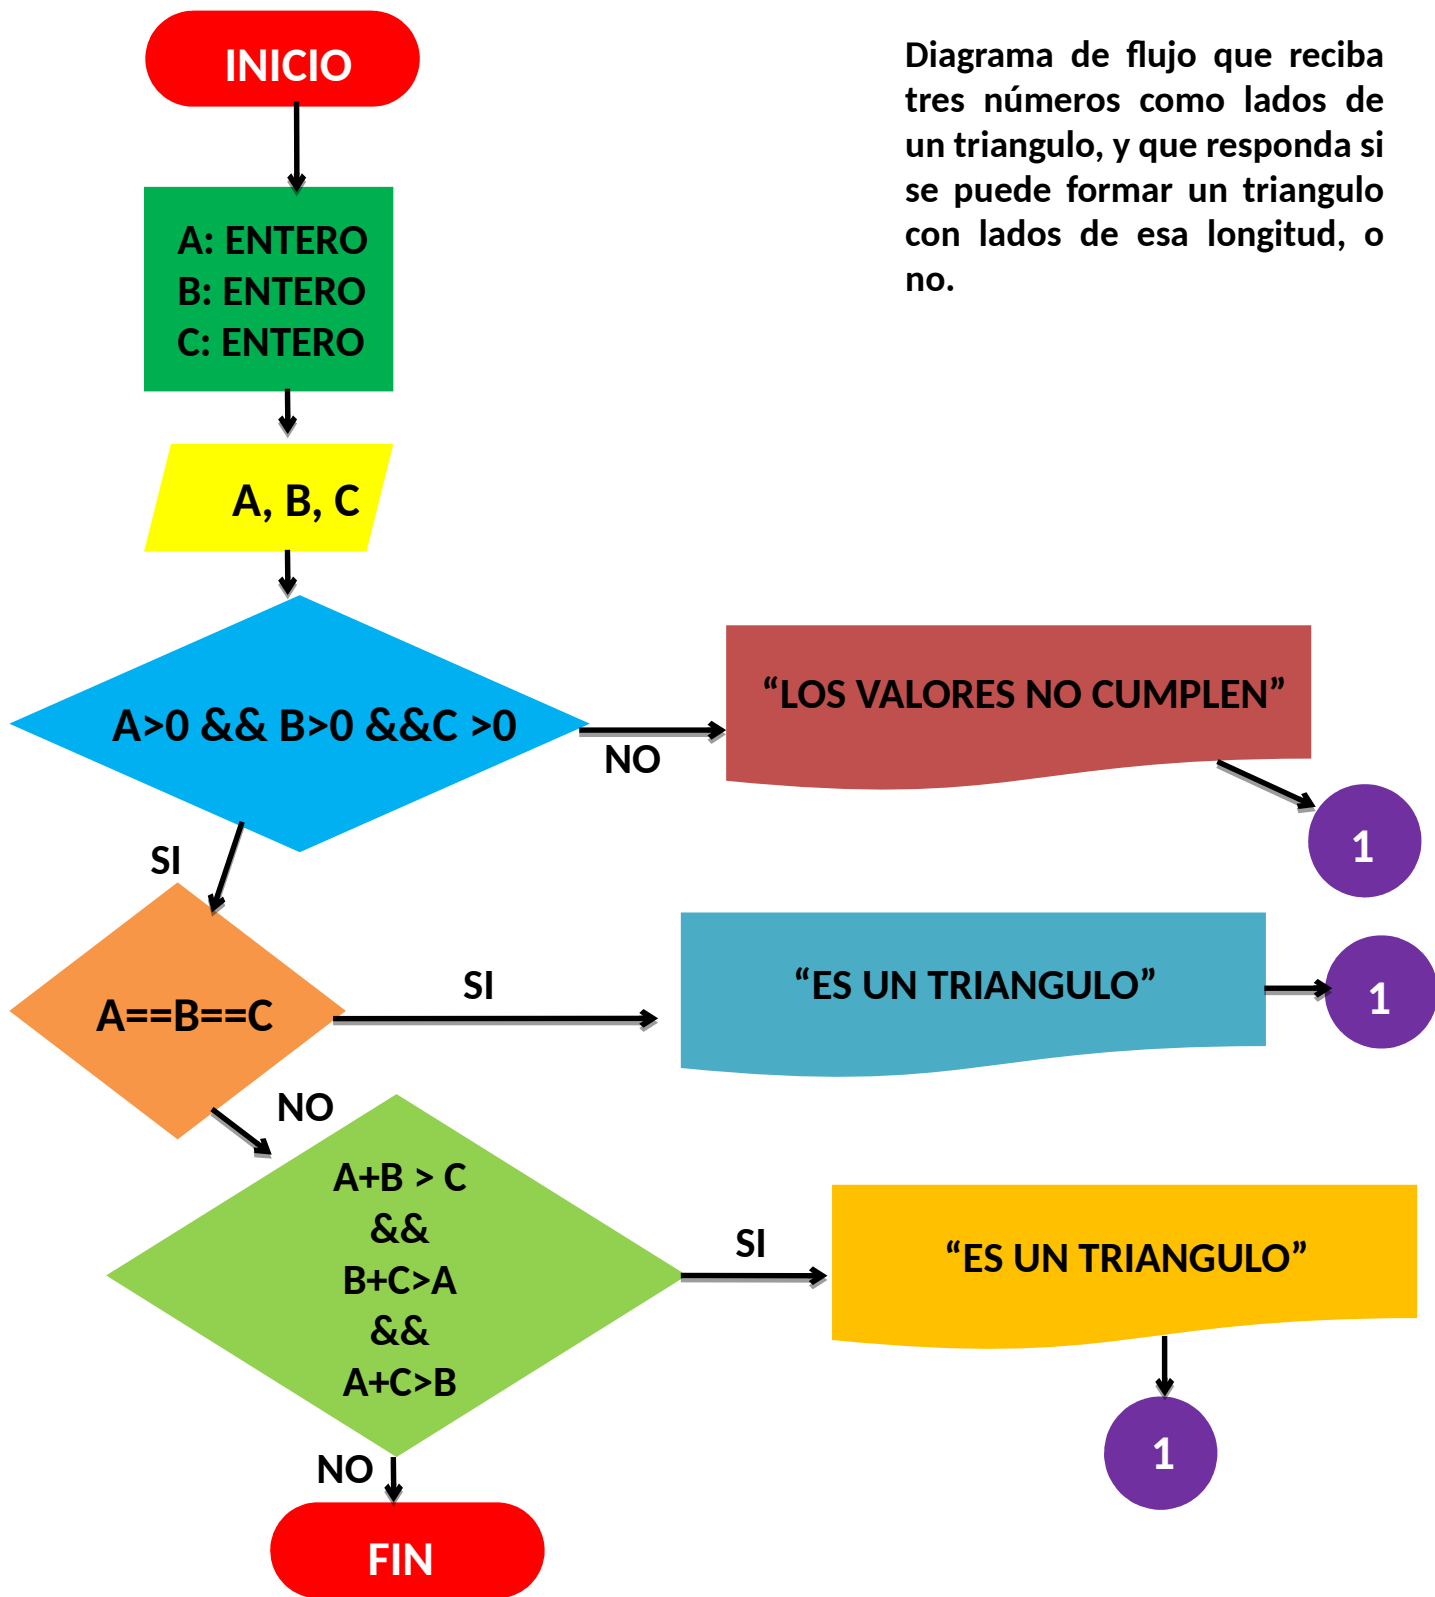 INICIO
Diagrama de flujo que reciba
tres números como lados de
un triangulo, y que responda si
se puede formar un triangulo
con lados de esa longitud, o
no.
A: ENTERO
B: ENTERO
C: ENTERO
A, B, C
A>0 && B>0 &&C >0
NO
“LOS VALORES NO CUMPLEN”
1
SI
A==B==C
SI
“ES UN TRIANGULO”
1
NO
A+B > C
&&
B+C>A
&&
A+C>B
SI
“ES UN TRIANGULO”
1
NO
FIN